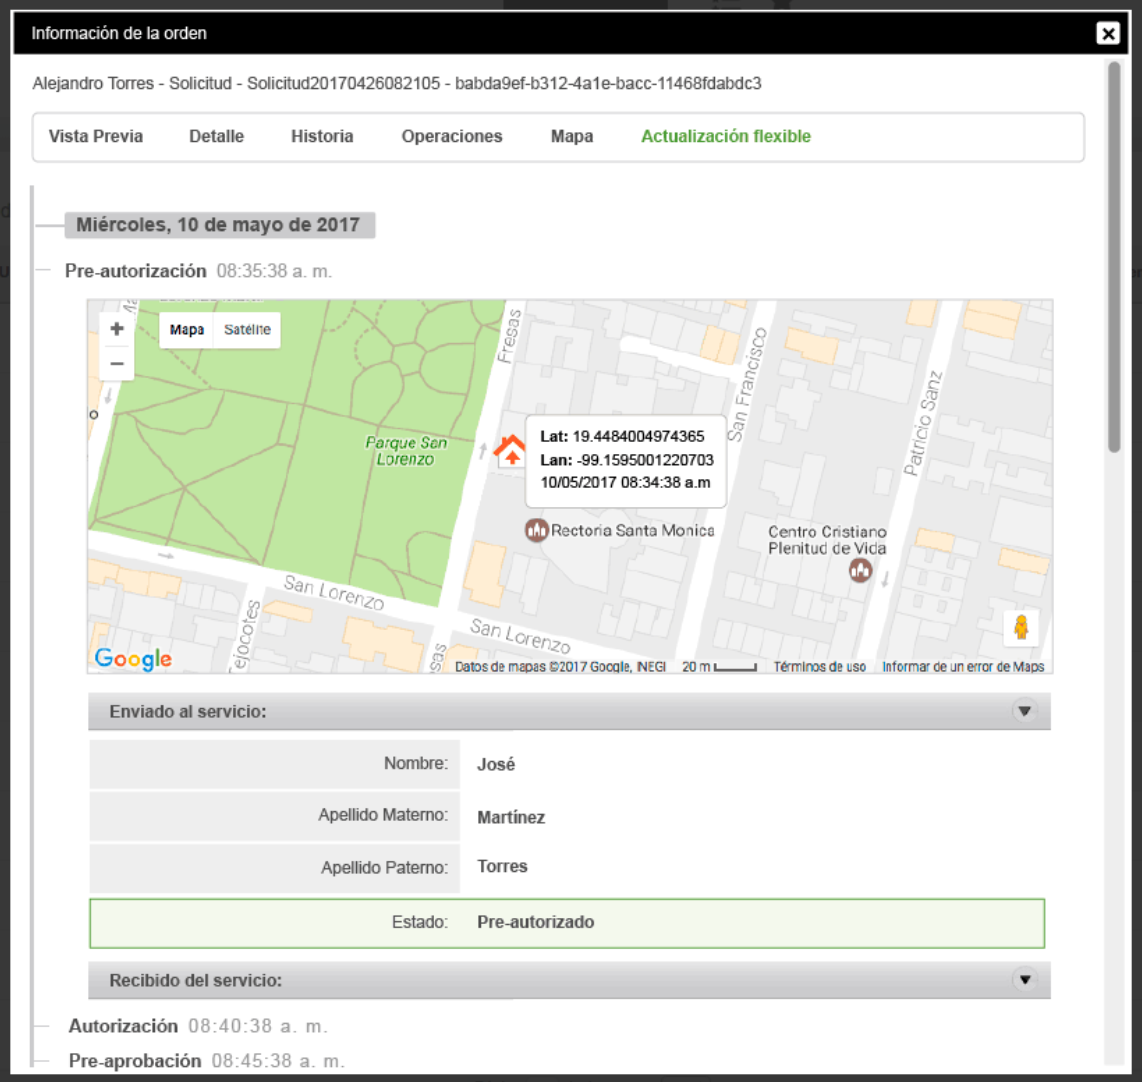 Información de la orden
Alejandro Torres - Solicitud - Solicitud20170426082105 - babda9ef-b312-4a1e-bacc-11468fdabdc3
Vista Previa Detalle Historia Operaciones Mapa Actualización flexible
Miércoles, 10 de mayo de 2017
Pre-autorización 08:35:38 a. m.
+
−
Mapa Satélite
Fresas
San Francisco
Patricio Sanz
Parque San
Lorenzo
Lat: 19.4484004974365
Lan: -99.1595001220703
10/05/2017 08:34:38 a.m
Rectoria Santa Monica
Centro Cristiano
Plenitud de Vida
San Lorenzo
San Lorenzo
Tejocotes
Google
Datos de mapas ©2017 Google, INEGI 20 m Términos de uso Informar de un error de Maps
Enviado al servicio:
Nombre: José
Apellido Materno: Martínez
Apellido Paterno: Torres
Estado: Pre-autorizado
Recibido del servicio:
Autorización 08:40:38 a. m.
Pre-aprobación 08:45:38 a. m.